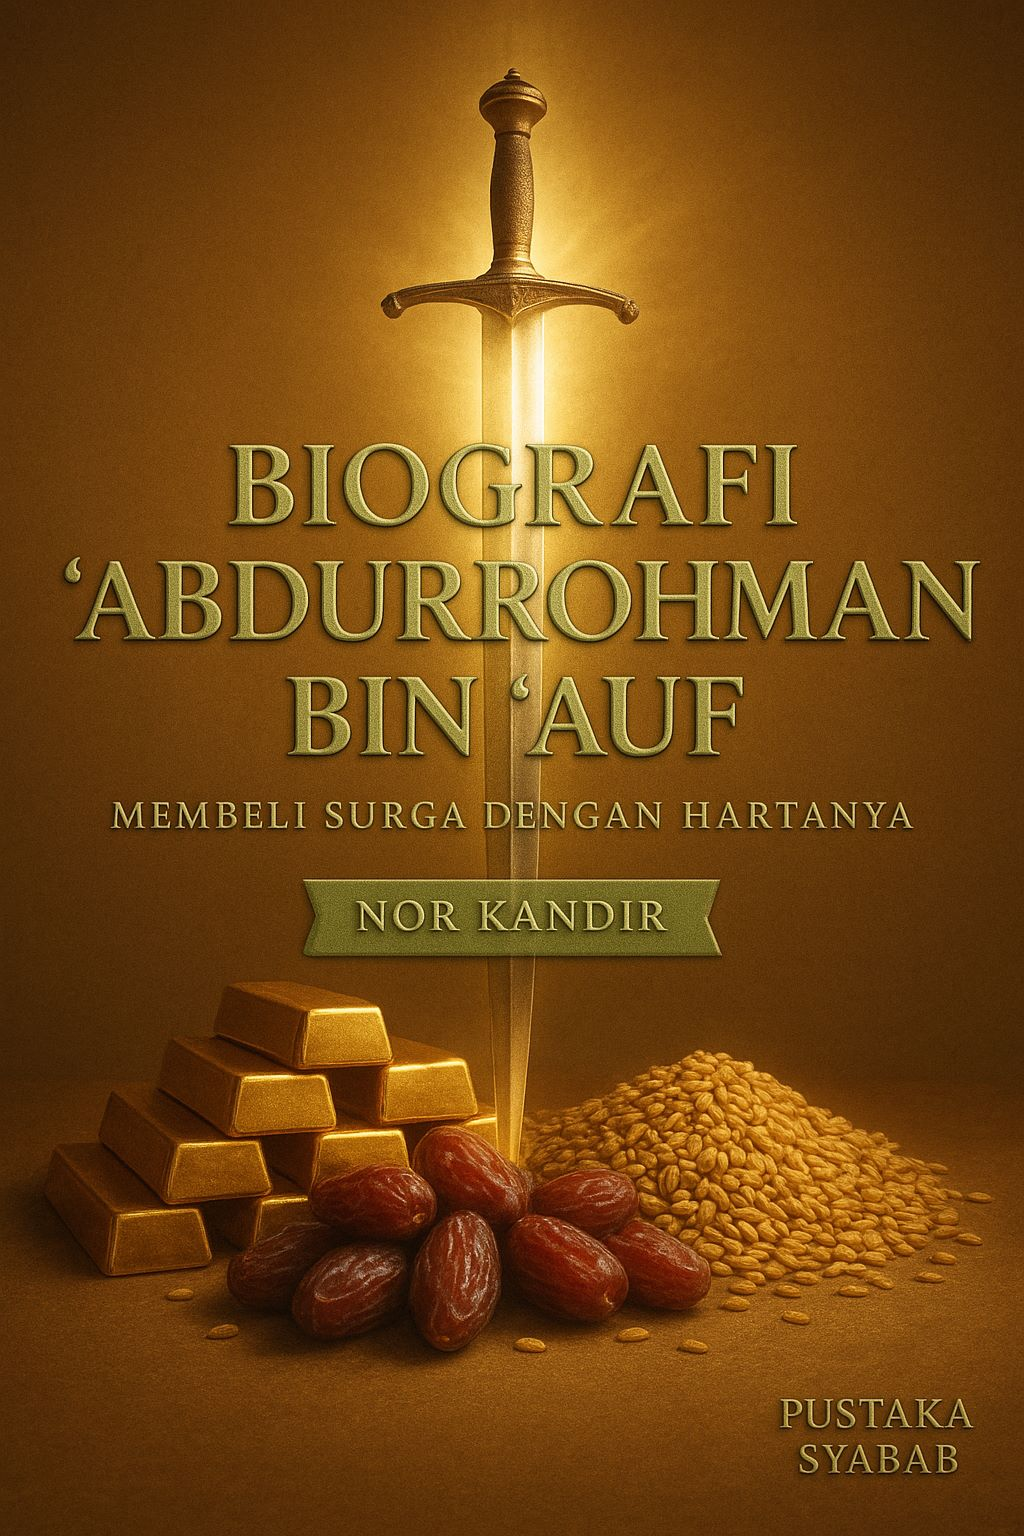 BIOGRAFI
‘ABDURROHMAN
BIN ‘AUF
MEMBELI SURGA DENGAN HARTANYA
NOR KANDIR
PUSTAKA
SYABAB